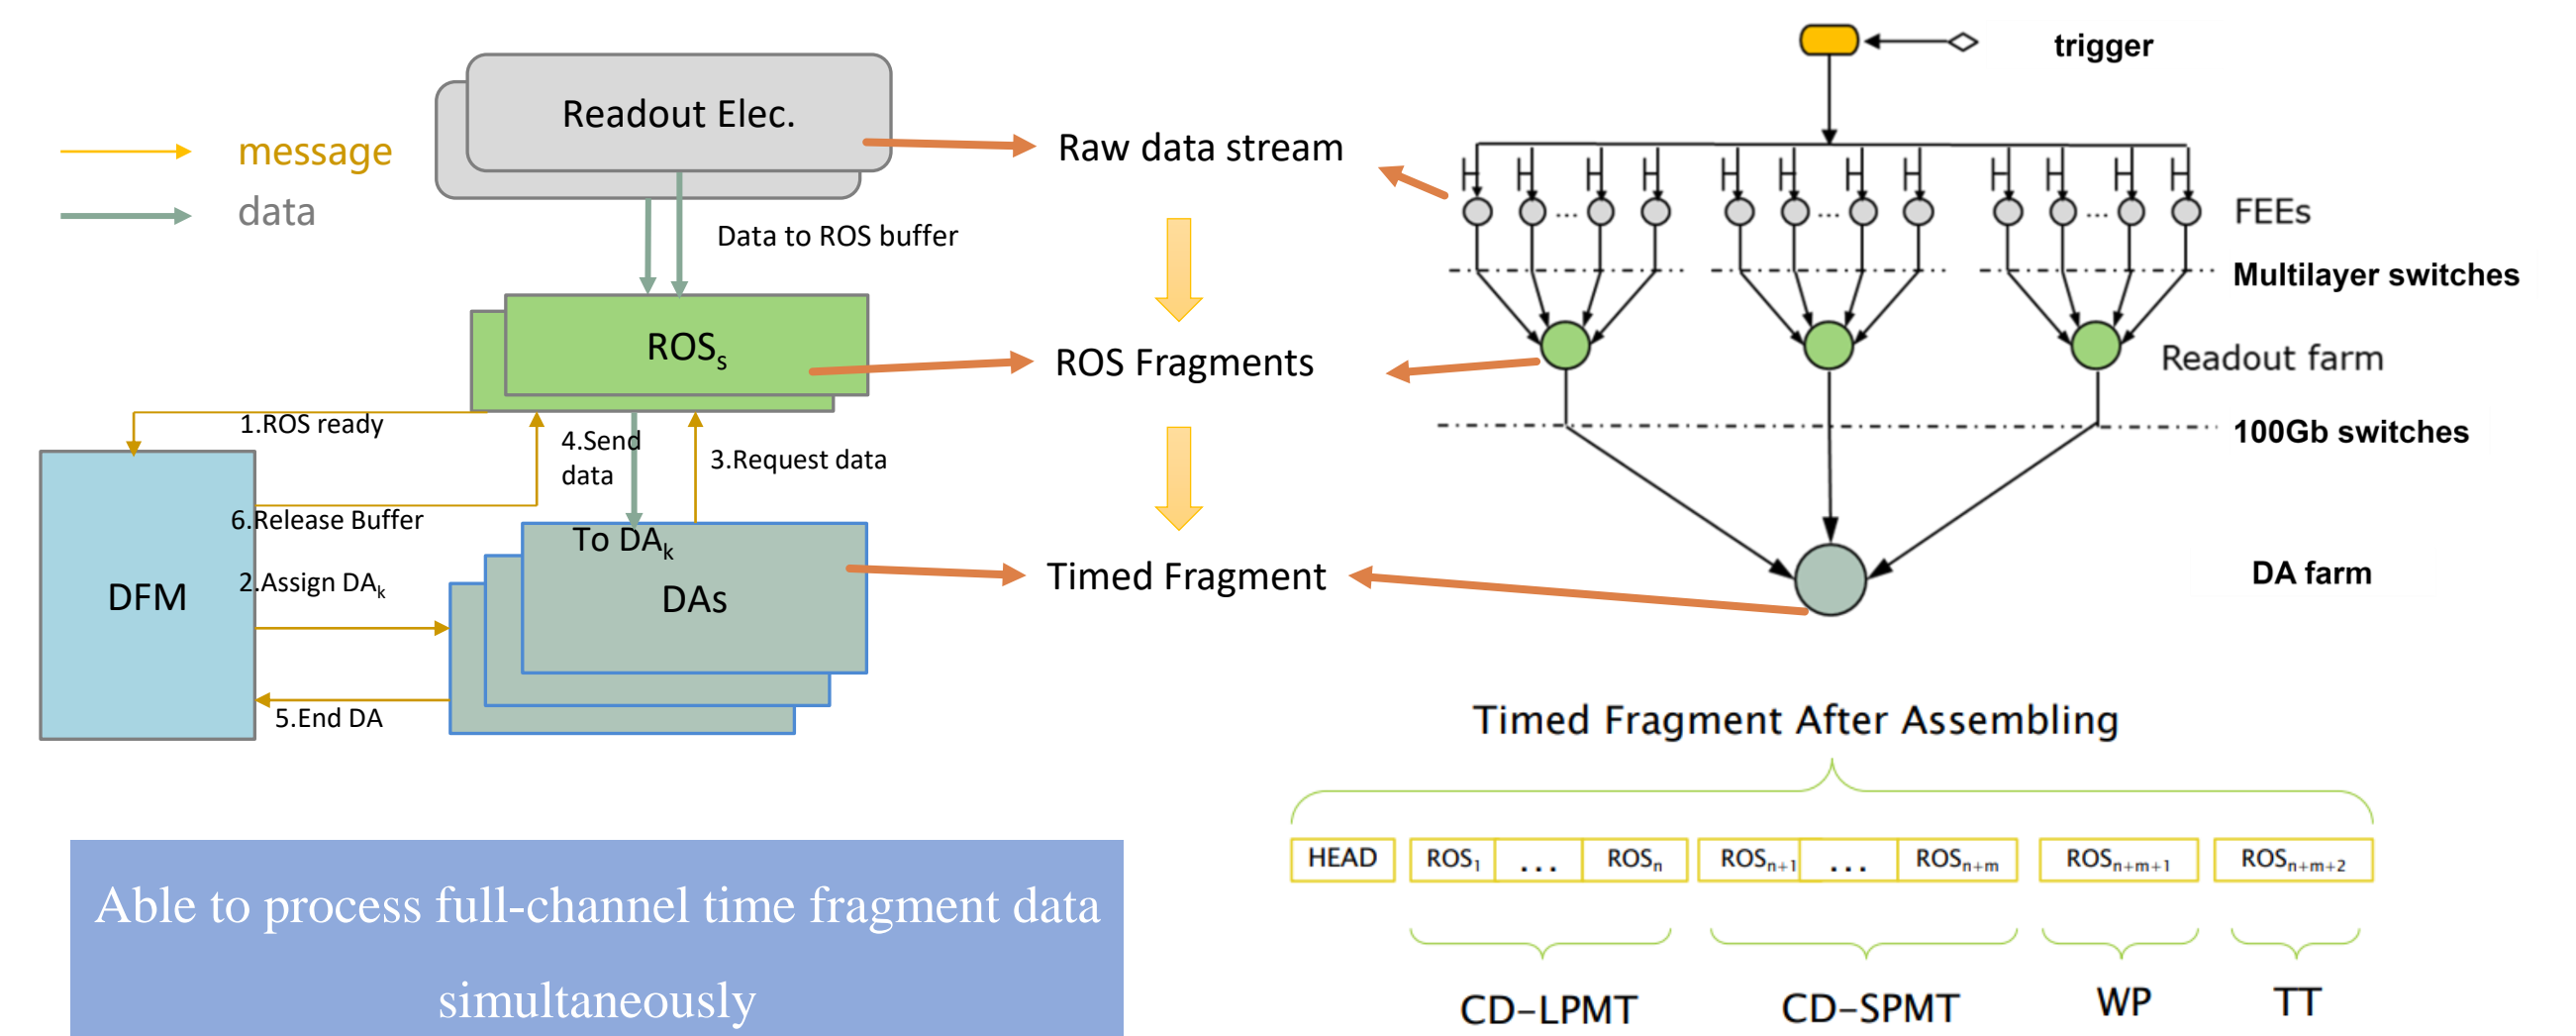 message
data
Readout Elec.
Data to ROS buffer
ROSs
1.ROS ready
4.Send
data
3.Request data
6.Release Buffer
To DAk
2.Assign DAk
DFM
DAs
5.End DA
Raw data stream
ROS Fragments
Timed Fragment
trigger
H H H H H H H H H H H H
... ... ...
FEEs
Multilayer switches
Readout farm
100Gb switches
DA farm
Timed Fragment After Assembling
HEAD ROS1 ... ROSn ROSn+1 ... ROSn+m ROSn+m+1 ROSn+m+2
CD-LPMT CD-SPMT WP TT
Able to process full-channel time fragment data
simultaneously